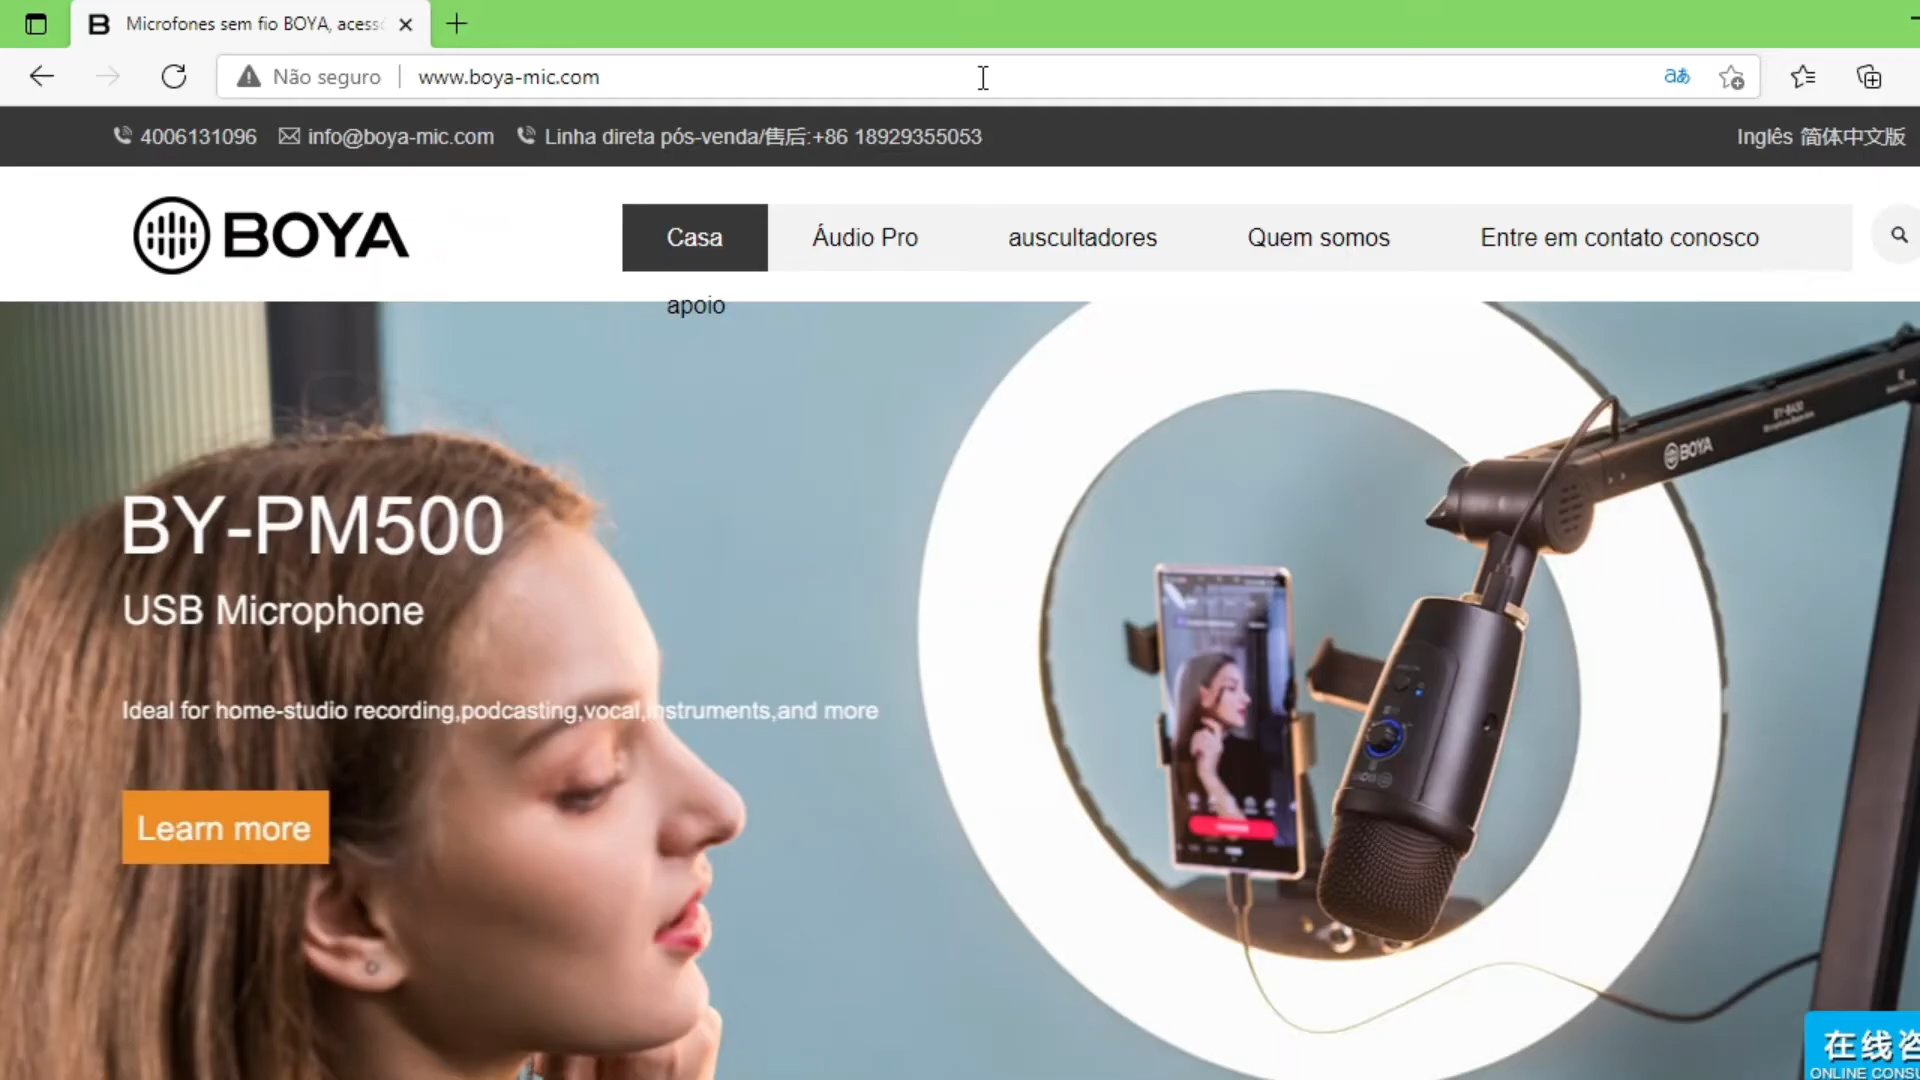 Microfones sem fio BOYA, acess
Não seguro
www.boya-mic.com
4006131096
info@boya-mic.com
Linha direta pós-venda/售后:+86 18929355053
Inglês 简体中文版
BOYA
Casa
Áudio Pro
auscultadores
Quem somos
Entre em contato conosco
apoio
BOYA
BY-PM500
USB Microphone
Ideal for home-studio recording,podcasting,vocal,instruments,and more
Learn more
在线咨
ONLINE CONSU